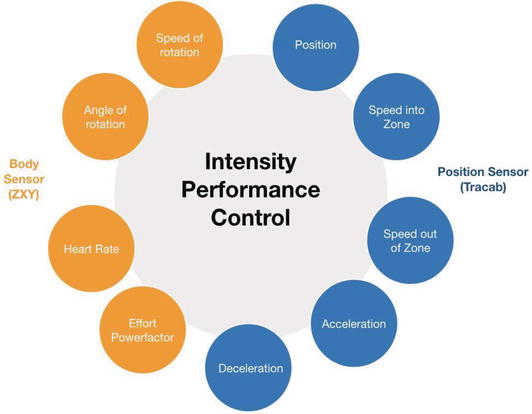 Speed of
rotation
Position
Angle of
rotation
Speed into
Zone
Body
Sensor
(ZXY)
Intensity
Performance
Control
Position Sensor
(Tracab)
Heart Rate
Speed out
of Zone
Effort
Powerfactor
Acceleration
Deceleration